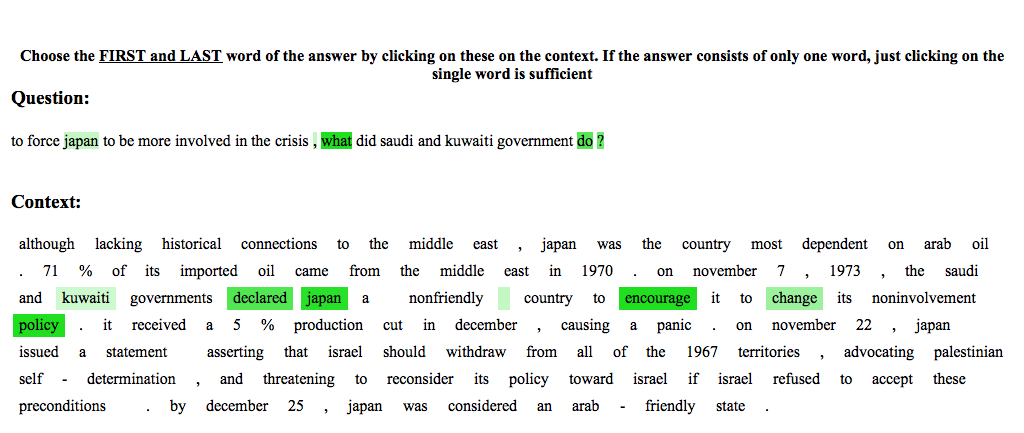 Choose the FIRST and LAST word of the answer by clicking on these on the context. If the answer consists of only one word, just clicking on the
single word is sufficient
Question:
to force japan to be more involved in the crisis , what did saudi and kuwaiti government do ?
Context:
although lacking historical connections to the middle east , japan was the country most dependent on arab oil
. 71 % of its imported oil came from the middle east in 1970 . on november 7 , 1973 , the saudi
and kuwaiti governments declared japan a nonfriendly country to encourage it to change its noninvolvement
policy . it received a 5 % production cut in december , causing a panic . on november 22 , japan
issued a statement asserting that israel should withdraw from all of the 1967 territories , advocating palestinian
self - determination , and threatening to reconsider its policy toward israel if israel refused to accept these
preconditions . by december 25 , japan was considered an arab - friendly state .